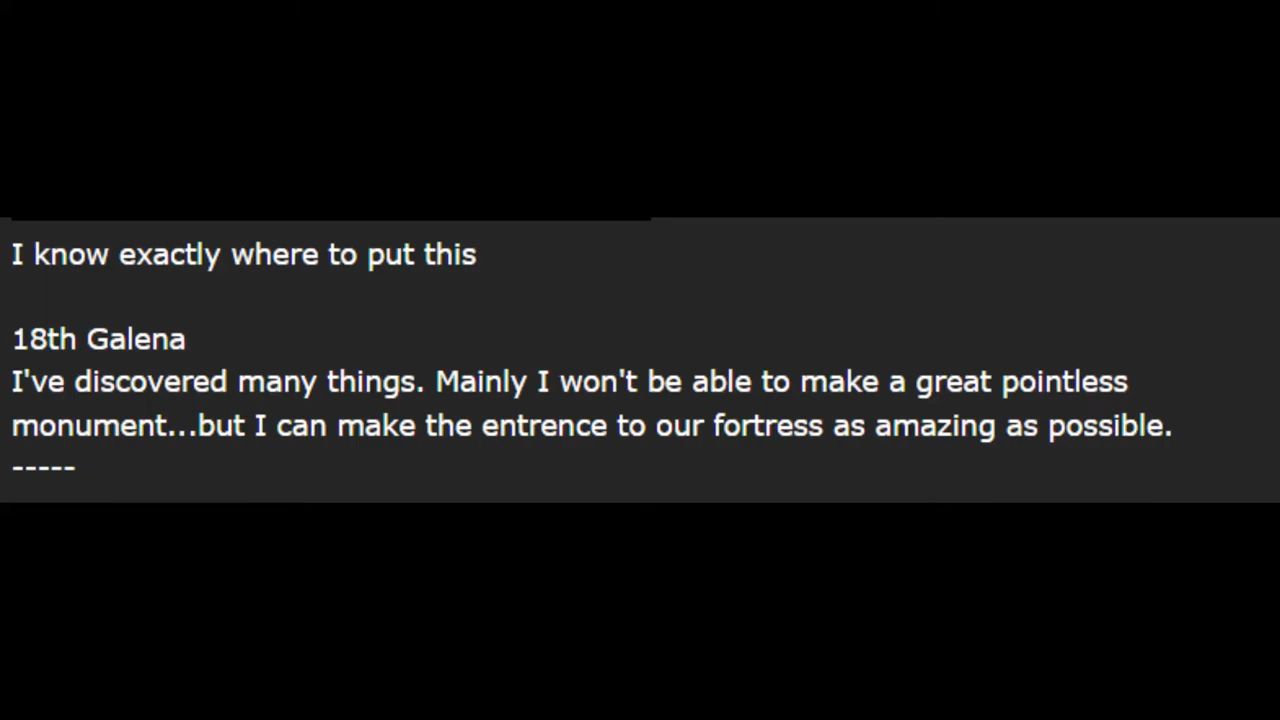 I know exactly where to put this
18th Galena
I've discovered many things. Mainly I won't be able to make a great pointless
monument...but I can make the entrence to our fortress as amazing as possible.
-----